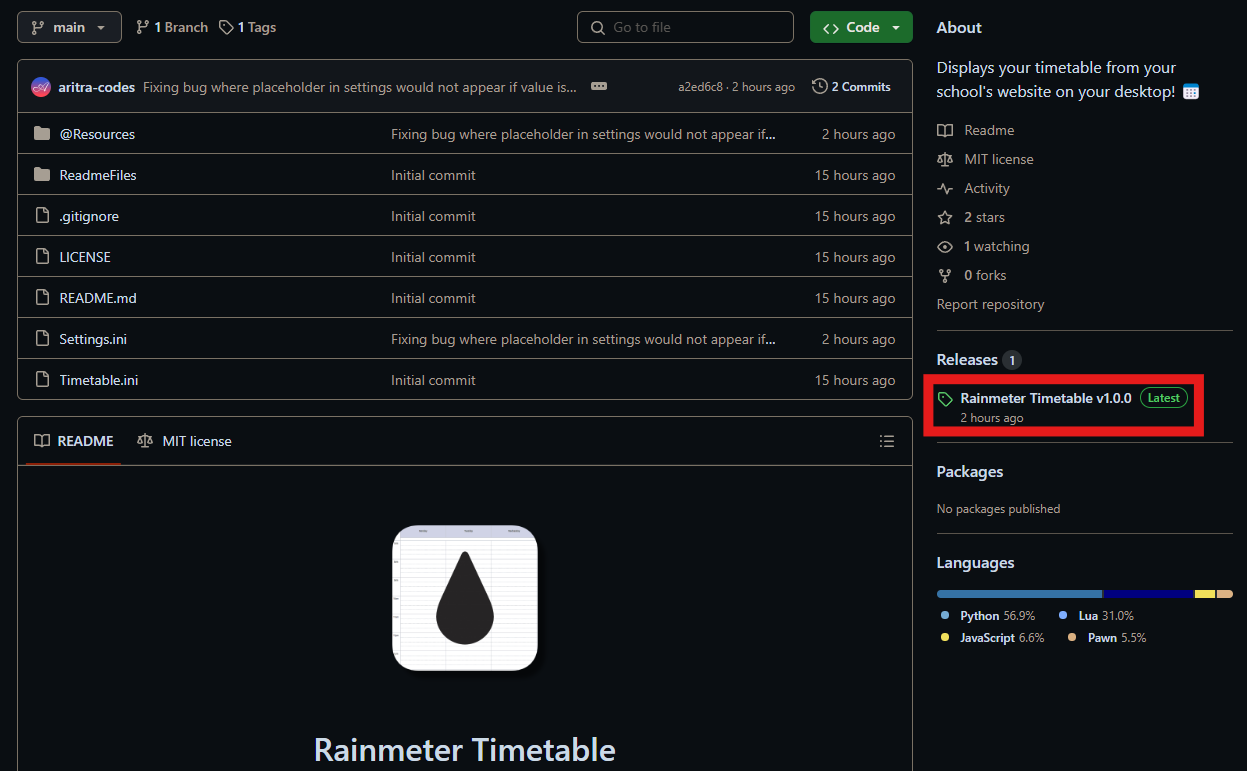 main
1 Branch
1 Tags
Go to file
Code
aritra-codes Fixing bug where placeholder in settings would not appear if value is... a2ed6c8 · 2 hours ago 2 Commits
@Resources Fixing bug where placeholder in settings would not appear if... 2 hours ago
ReadmeFiles Initial commit 15 hours ago
.gitignore Initial commit 15 hours ago
LICENSE Initial commit 15 hours ago
README.md Initial commit 15 hours ago
Settings.ini Fixing bug where placeholder in settings would not appear if... 2 hours ago
Timetable.ini Initial commit 15 hours ago
README MIT license
Rainmeter Timetable
About
Displays your timetable from your
school's website on your desktop!
Readme
MIT license
Activity
2 stars
1 watching
0 forks
Report repository
Releases 1
Rainmeter Timetable v1.0.0 Latest
2 hours ago
Packages
No packages published
Languages
Python 56.9% Lua 31.0%
JavaScript 6.6% Pawn 5.5%